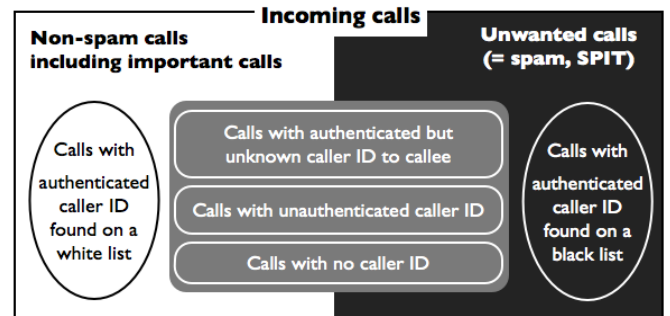 Incoming calls
Non-spam calls
including important calls
Unwanted calls
(= spam, SPIT)
Calls with
authenticated
caller ID
found on a
white list
Calls with authenticated but
unknown caller ID to callee
Calls with unauthenticated caller ID
Calls with no caller ID
Calls with
authenticated
caller ID
found on a
black list